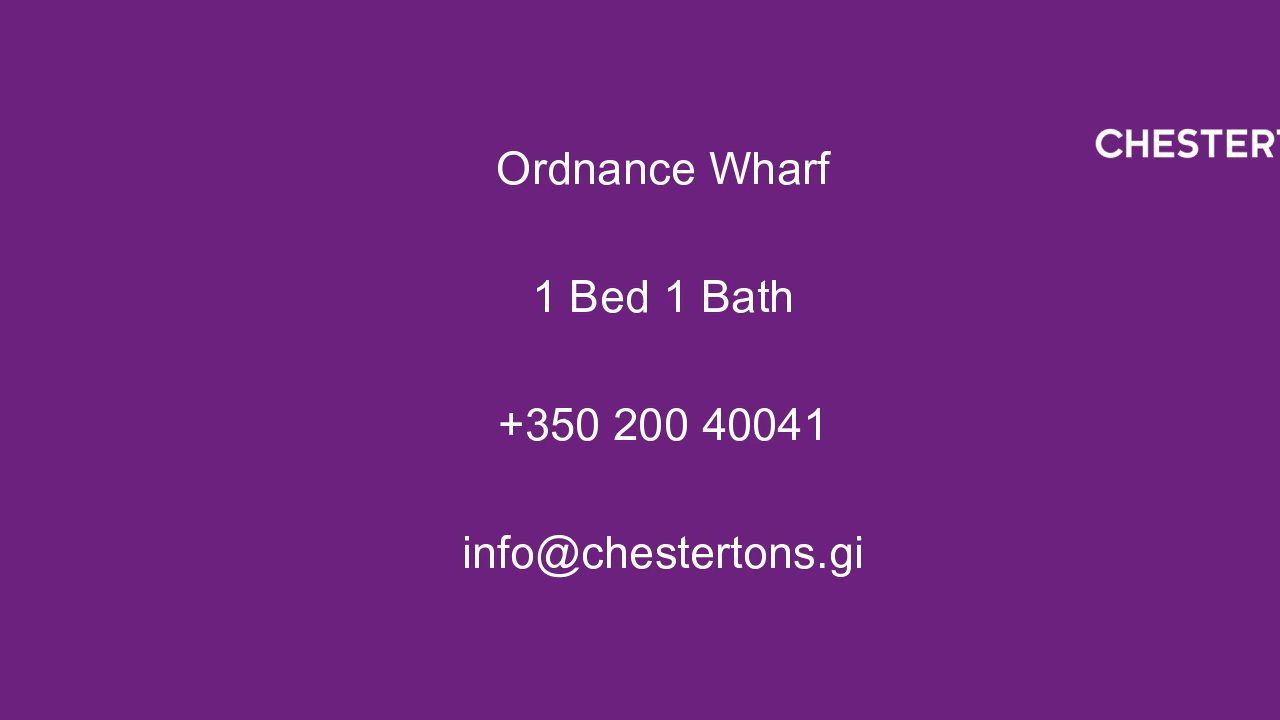 CHESTERT
Ordnance Wharf
1 Bed 1 Bath
+350 200 40041
info@chestertons.gi